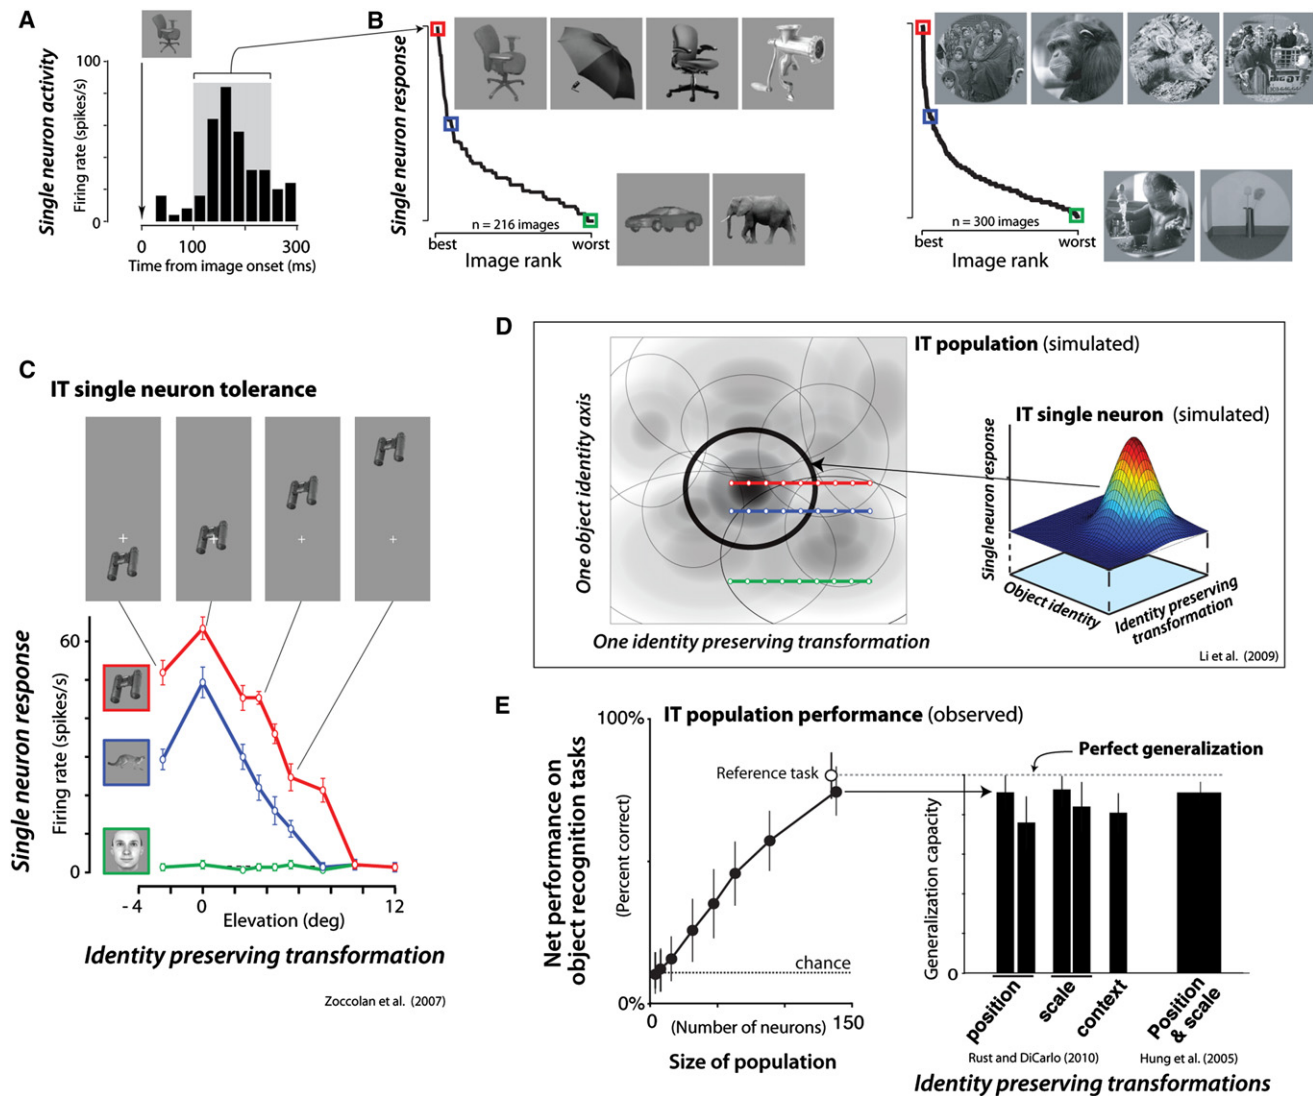 A
Single neuron activity
Firing rate (spikes/s)
100
0
0
100
300
Time from image onset (ms)
B
Single neuron response
n = 216 images
best
worst
Image rank
n = 300 images
best
worst
Image rank
C
IT single neuron tolerance
Single neuron response
Firing rate (spikes/s)
60
0
- 4
0
12
Elevation (deg)
Identity preserving transformation
Zoccolan et al. (2007)
D
IT population (simulated)
One object identity axis
One identity preserving transformation
IT single neuron (simulated)
Single neuron response
Object identity
Identity preserving
transformation
Li et al. (2009)
E
IT population performance (observed)
Net performance on
object recognition tasks
(Percent correct)
100%
0%
Reference task
chance
0
150
(Number of neurons)
Size of population
Perfect generalization
Generalization capacity
0
position
scale
context
Position
& scale
Rust and DiCarlo (2010)
Hung et al. (2005)
Identity preserving transformations